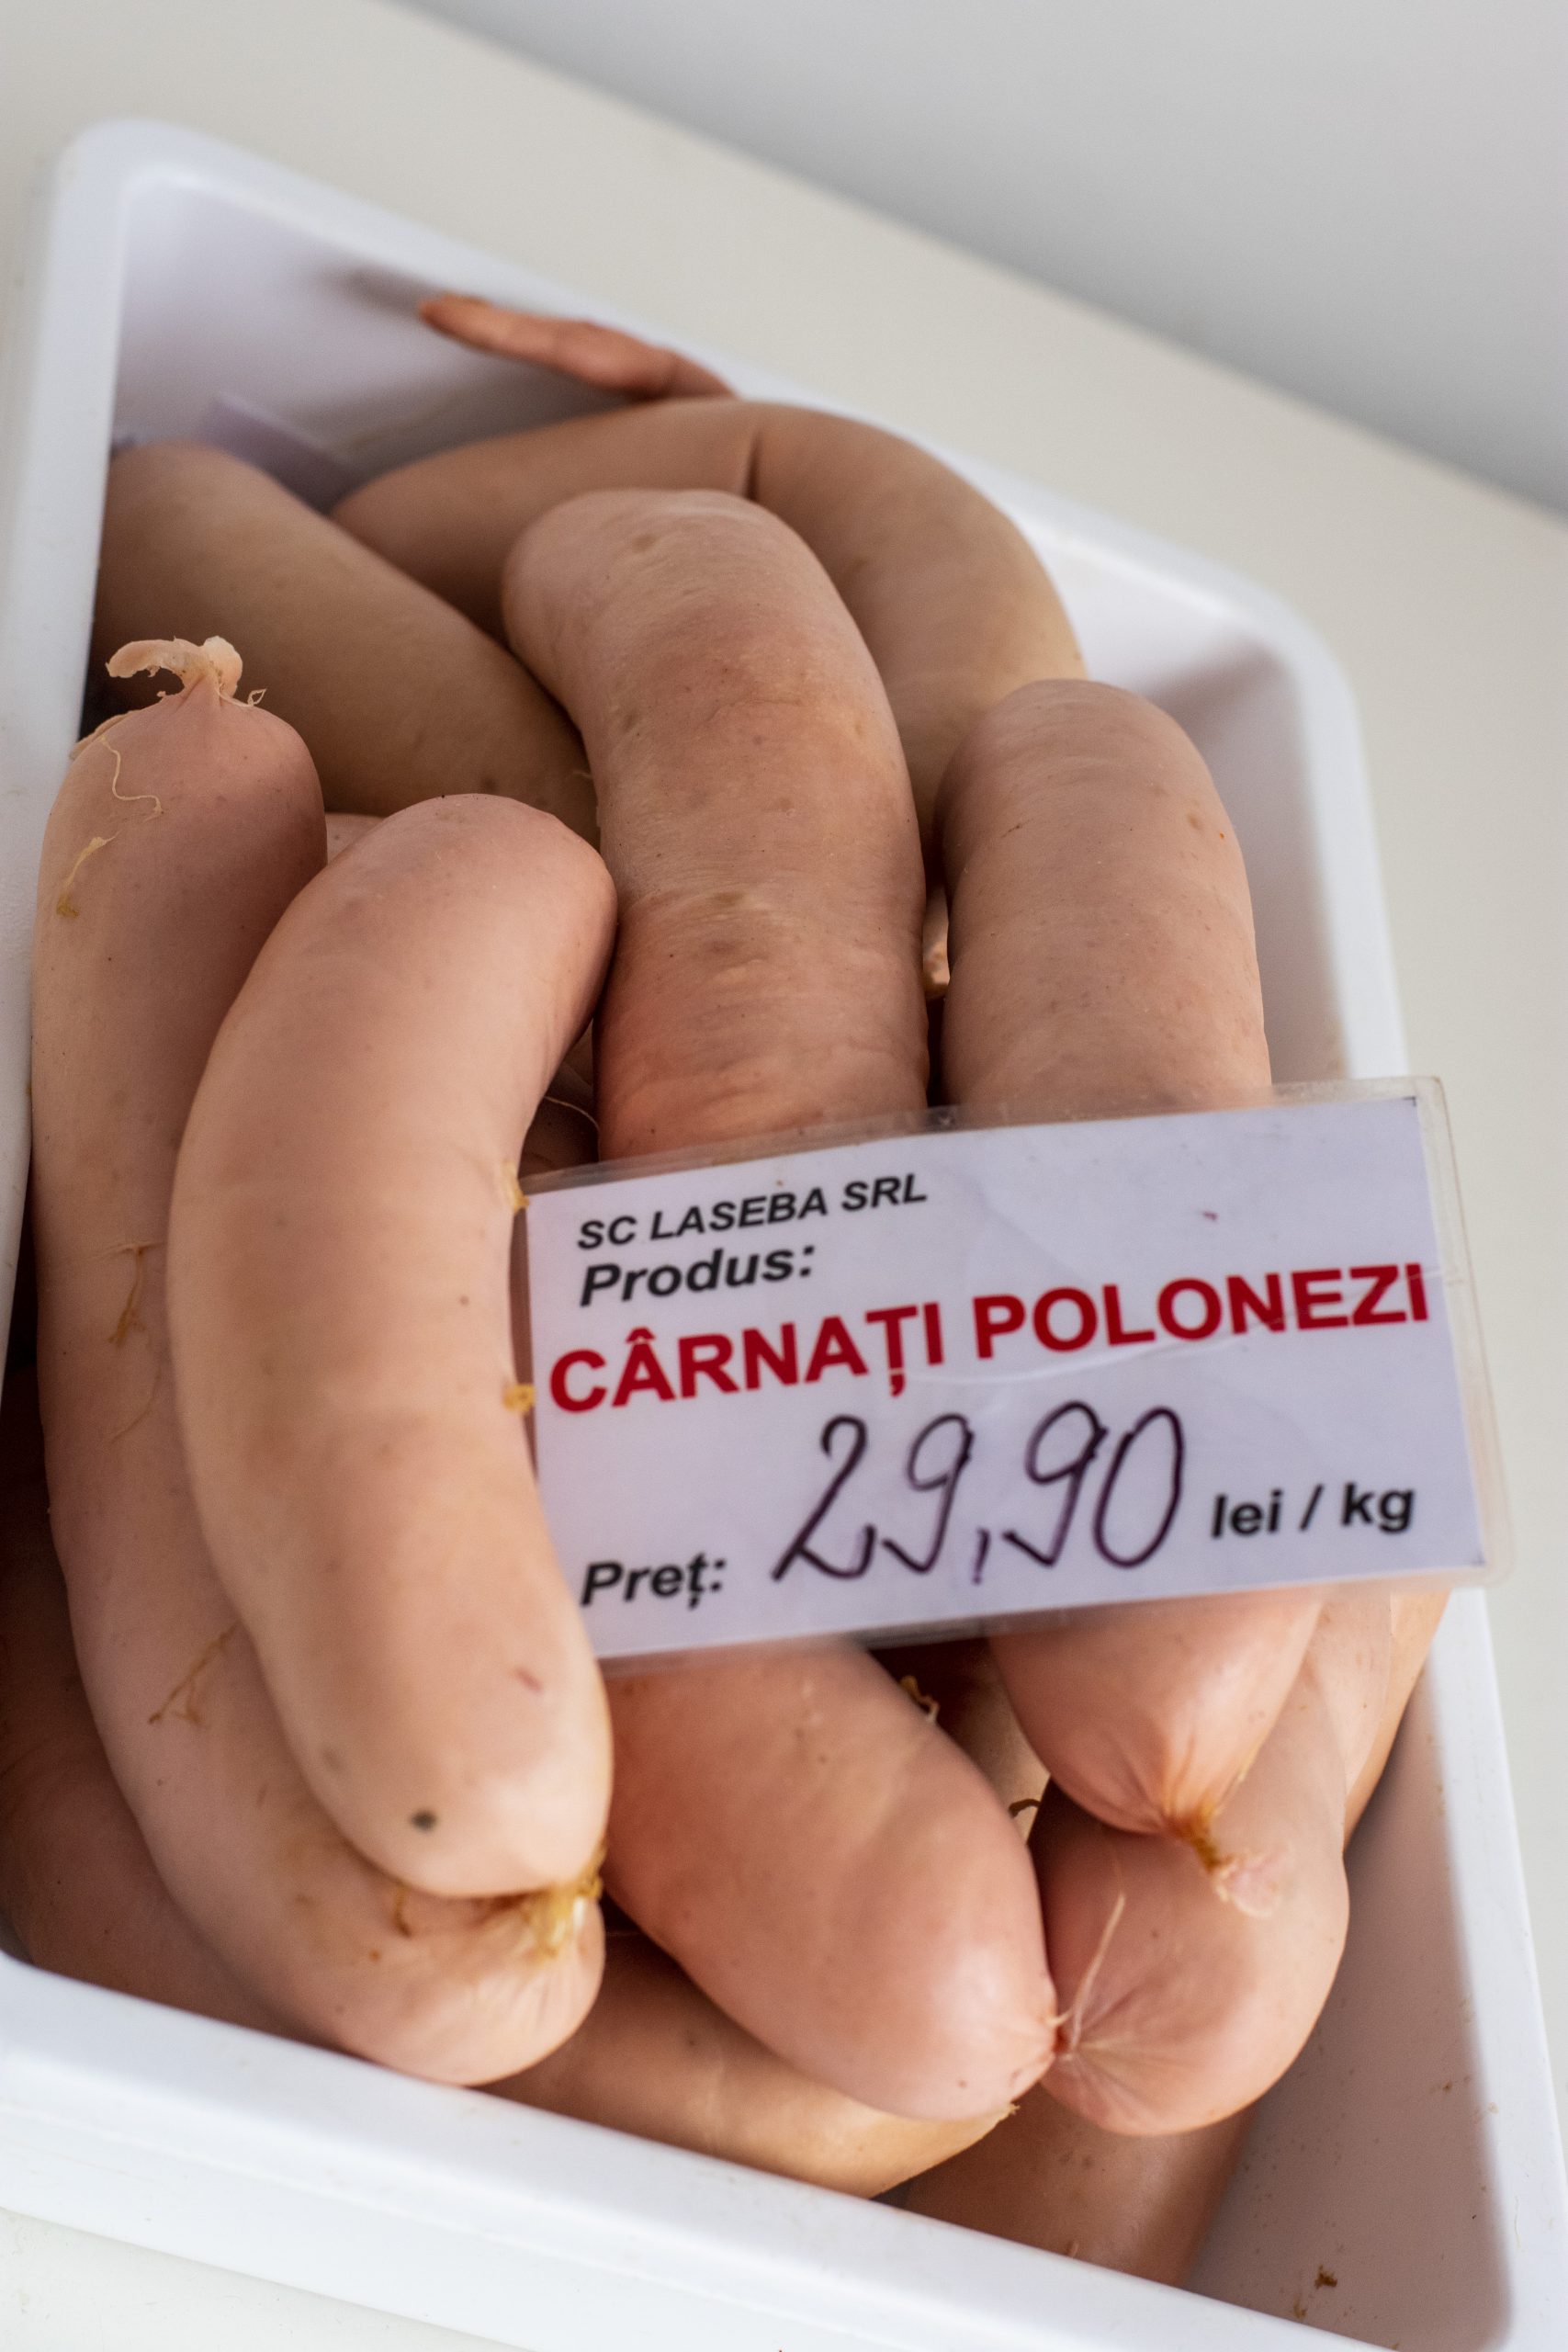 SC LASEBA SRL
Produs:
CÂRNAȚI POLONEZI
Preț: 29,90 lei / kg